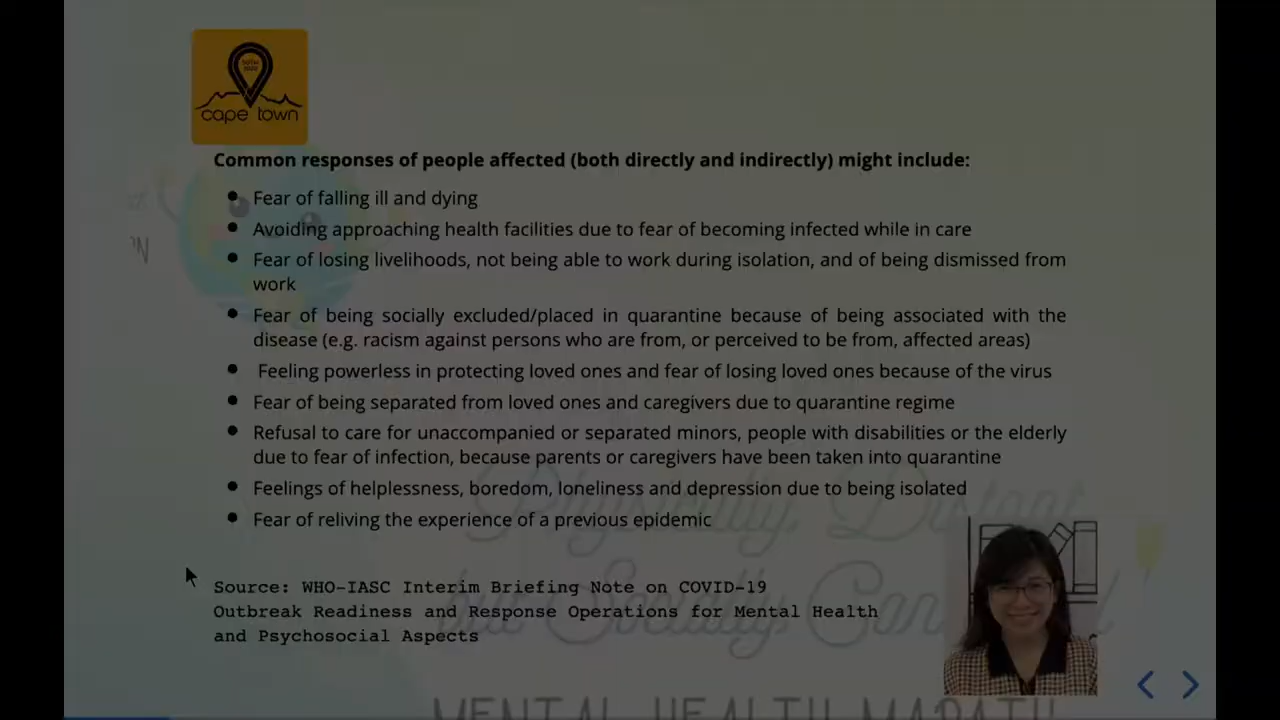 cape town
Common responses of people affected (both directly and indirectly) might include:
Fear of falling ill and dying
Avoiding approaching health facilities due to fear of becoming infected while in care
Fear of losing livelihoods, not being able to work during isolation, and of being dismissed from
work
Fear of being socially excluded/placed in quarantine because of being associated with the
disease (e.g. racism against persons who are from, or perceived to be from, affected areas)
Feeling powerless in protecting loved ones and fear of losing loved ones because of the virus
Fear of being separated from loved ones and caregivers due to quarantine regime
Refusal to care for unaccompanied or separated minors, people with disabilities or the elderly
due to fear of infection, because parents or caregivers have been taken into quarantine
Feelings of helplessness, boredom, loneliness and depression due to being isolated
Physically, Distant
Fear of reliving the experience of a previous epidemic
Source: WHO-IASC Interim Briefing Note on COVID-19
Outbreak Readiness and Response Operations for Mental Health
but Socially
and Psychosocial Aspects
MENTAL HEALTH